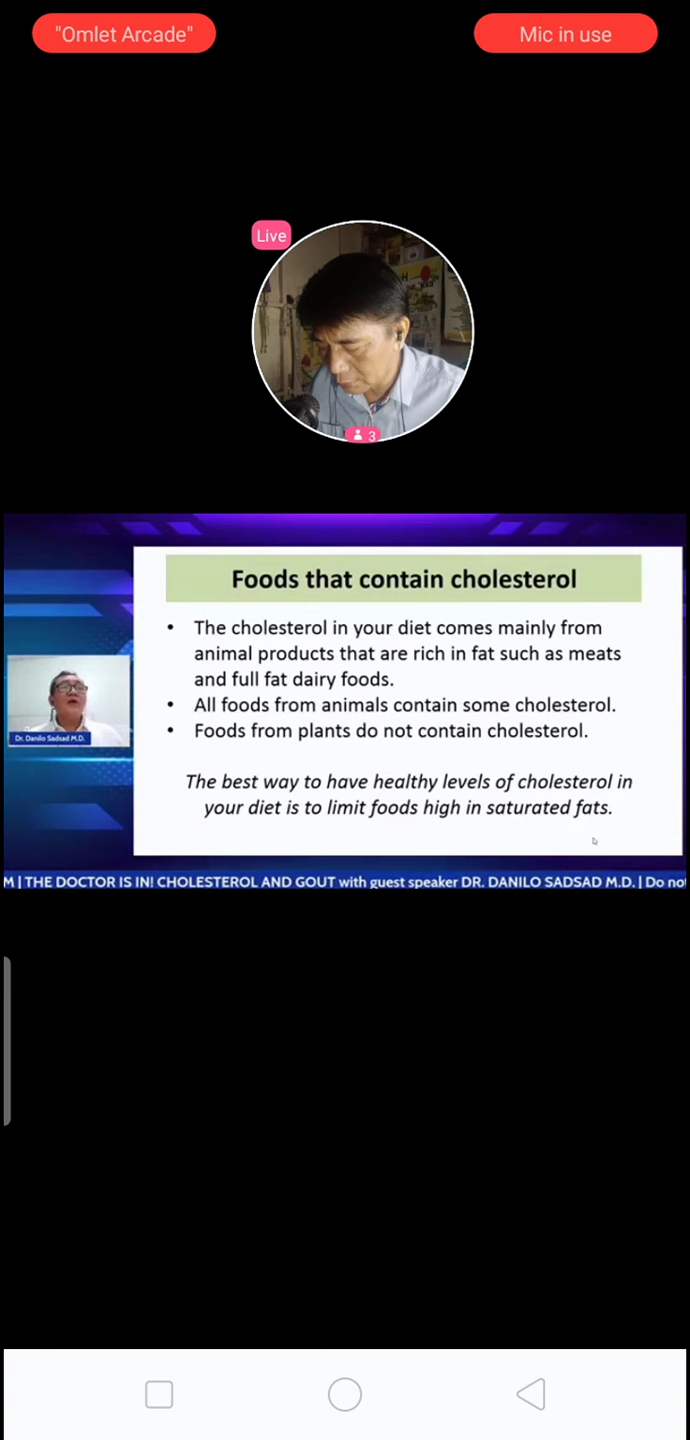 "Omlet Arcade"
Mic in use
Live
3
Foods that contain cholesterol
• The cholesterol in your diet comes mainly from
animal products that are rich in fat such as meats
and full fat dairy foods.
• All foods from animals contain some cholesterol.
• Foods from plants do not contain cholesterol.
The best way to have healthy levels of cholesterol in
your diet is to limit foods high in saturated fats.
Dr. Danilo Sadsad M.D.
M | THE DOCTOR IS IN! CHOLESTEROL AND GOUT with guest speaker DR. DANILO SADSAD M.D. | Do not